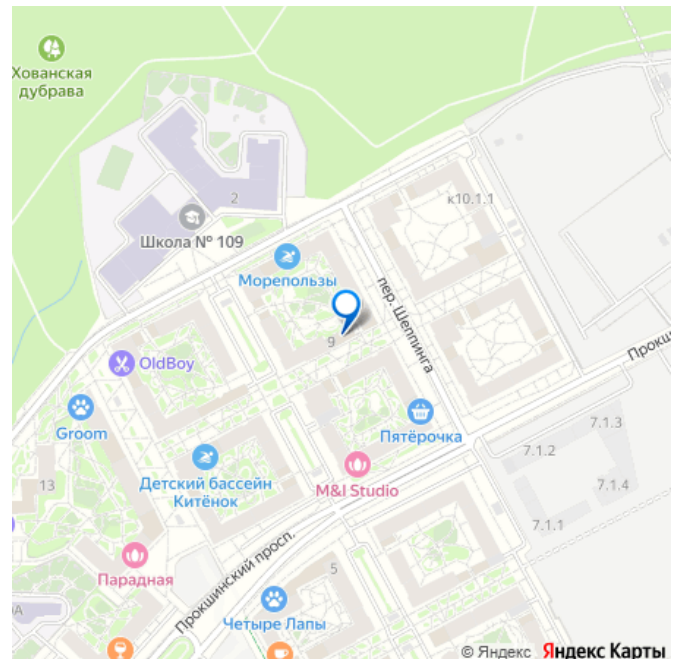 Хованская
дубрава
к10.1.1
2
Школа № 109
Морепользы
пер. Шеппинга
9
OldBoy
Прокш
Groom
Пятёрочка
7.1.3
7.1.2
Детский бассейн
Китёнок
M&I Studio
7.1.4
13
7.1.1
Прокшинский просп.
Парадная
5
Четыре Лапы
© Яндекс Яндекс Карты